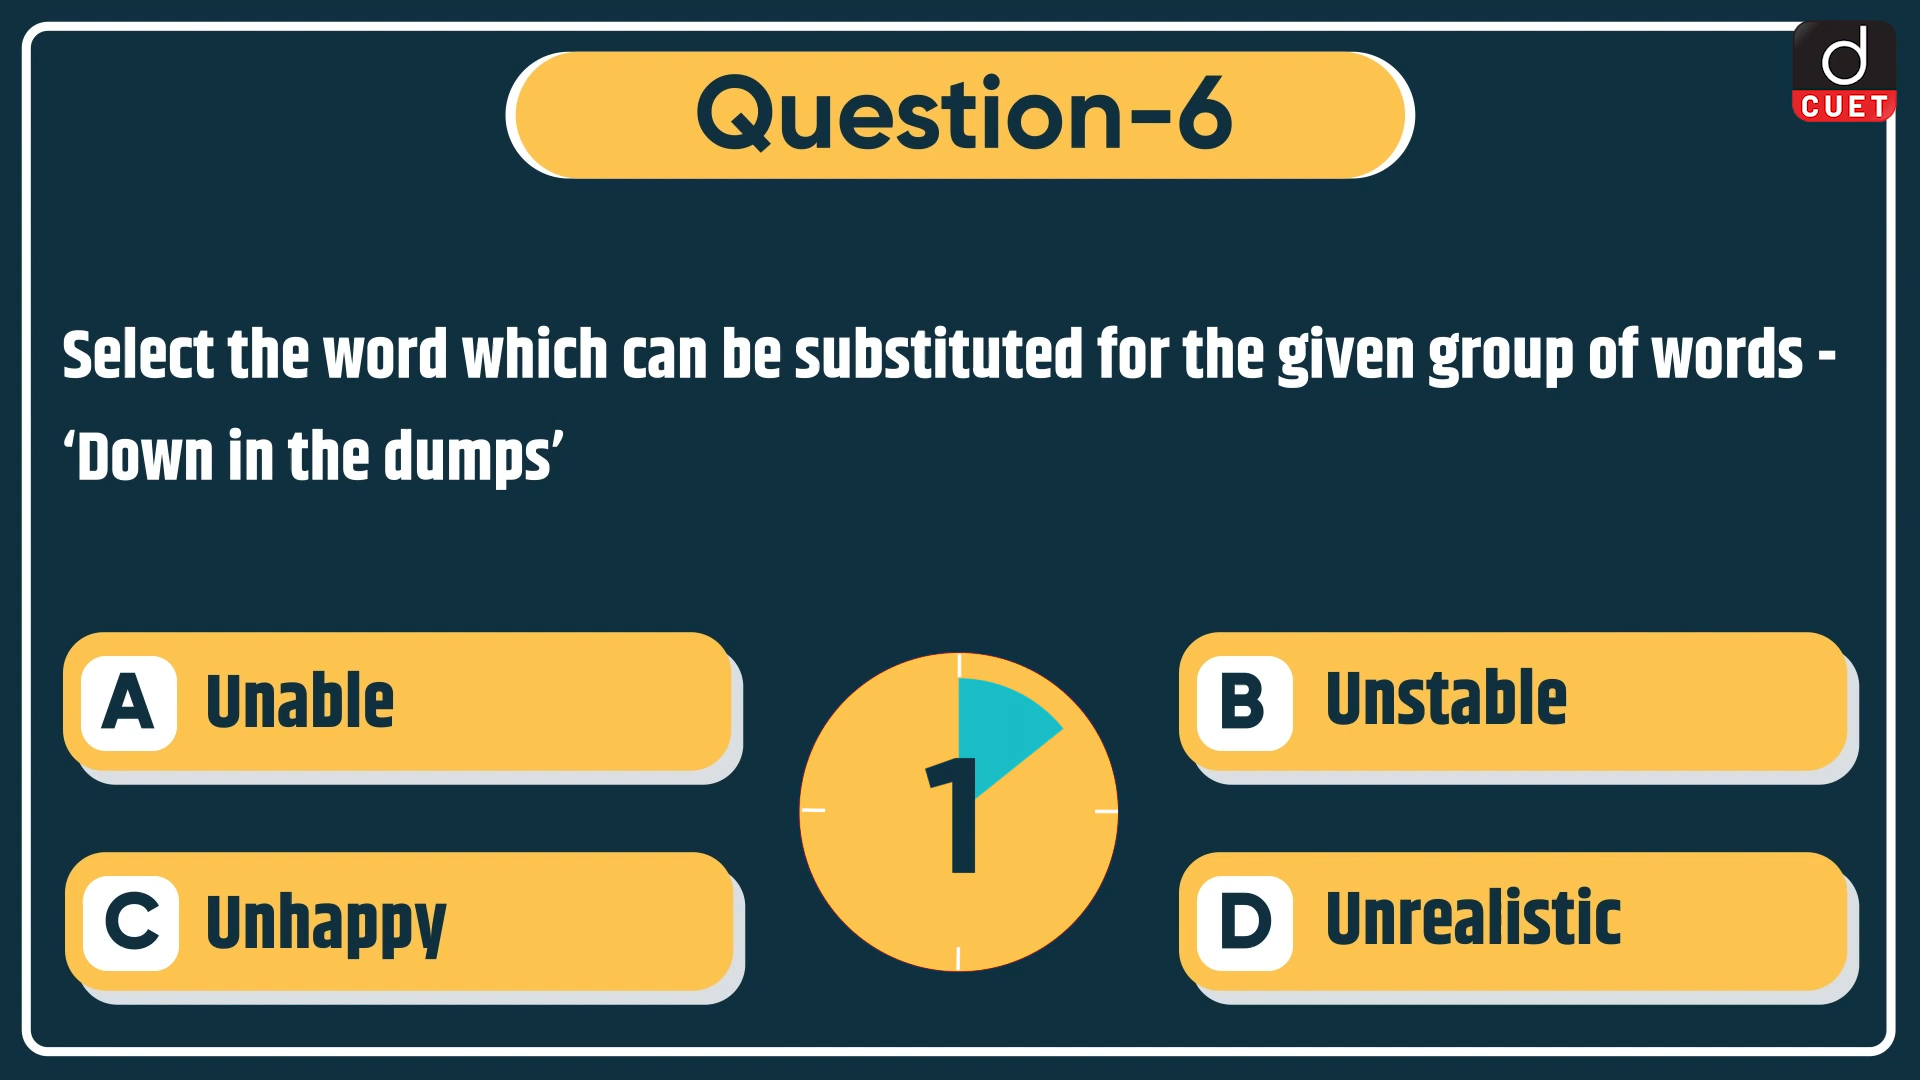 d
CUET
Question-6
Select the word which can be substituted for the given group of words -
‘Down in the dumps’
A Unable
B Unstable
1
C Unhappy
D Unrealistic